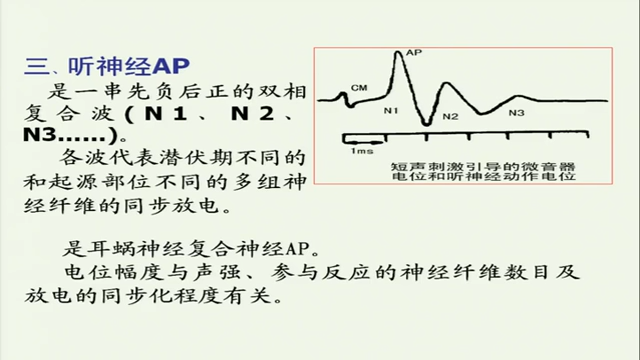 三、听神经AP
是一串先负后正的双相
复合波(N1、N2、
N3……)。
各波代表潜伏期不同的
和起源部位不同的多组神
经纤维的同步放电。
是耳蜗神经复合神经AP。
电位幅度与声强、参与反应的神经纤维数目及
放电的同步化程度有关。
AP
CM
N1
N2
N3
1ms
短声刺激引导的微音器
电位和听神经动作电位